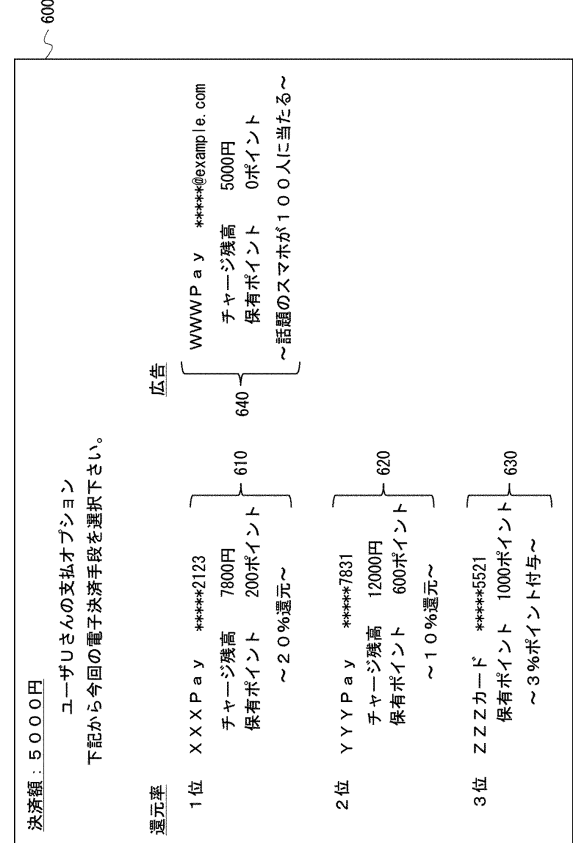 600
決済額：５０００円
ユーザＵさんの支払オプション
下記から今回の電子決済手段を選択下さい。
還元率
１位 ＸＸＸＰａｙ *****2123
チャージ残高 7800円
保有ポイント 200ポイント
～２０％還元～
610
２位 ＹＹＹＰａｙ *****7831
チャージ残高 12000円
保有ポイント 600ポイント
～１０％還元～
620
３位 ＺＺＺカード *****5521
保有ポイント 1000ポイント
～３％ポイント付与～
630
広告
640
ＷＷＷＰａｙ *****@example.com
チャージ残高 5000円
保有ポイント 0ポイント
～話題のスマホが１００人に当たる～